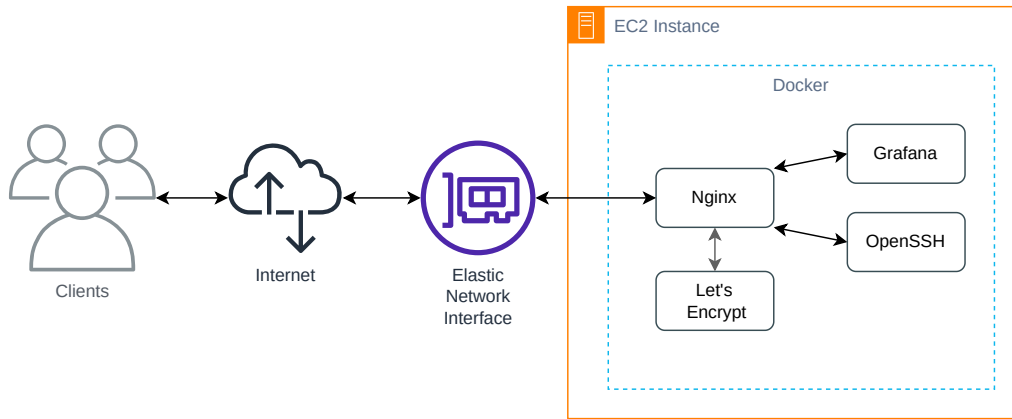 EC2 Instance
Docker
Grafana
Nginx
OpenSSH
Let's
Encrypt
Clients
Internet
Elastic
Network
Interface